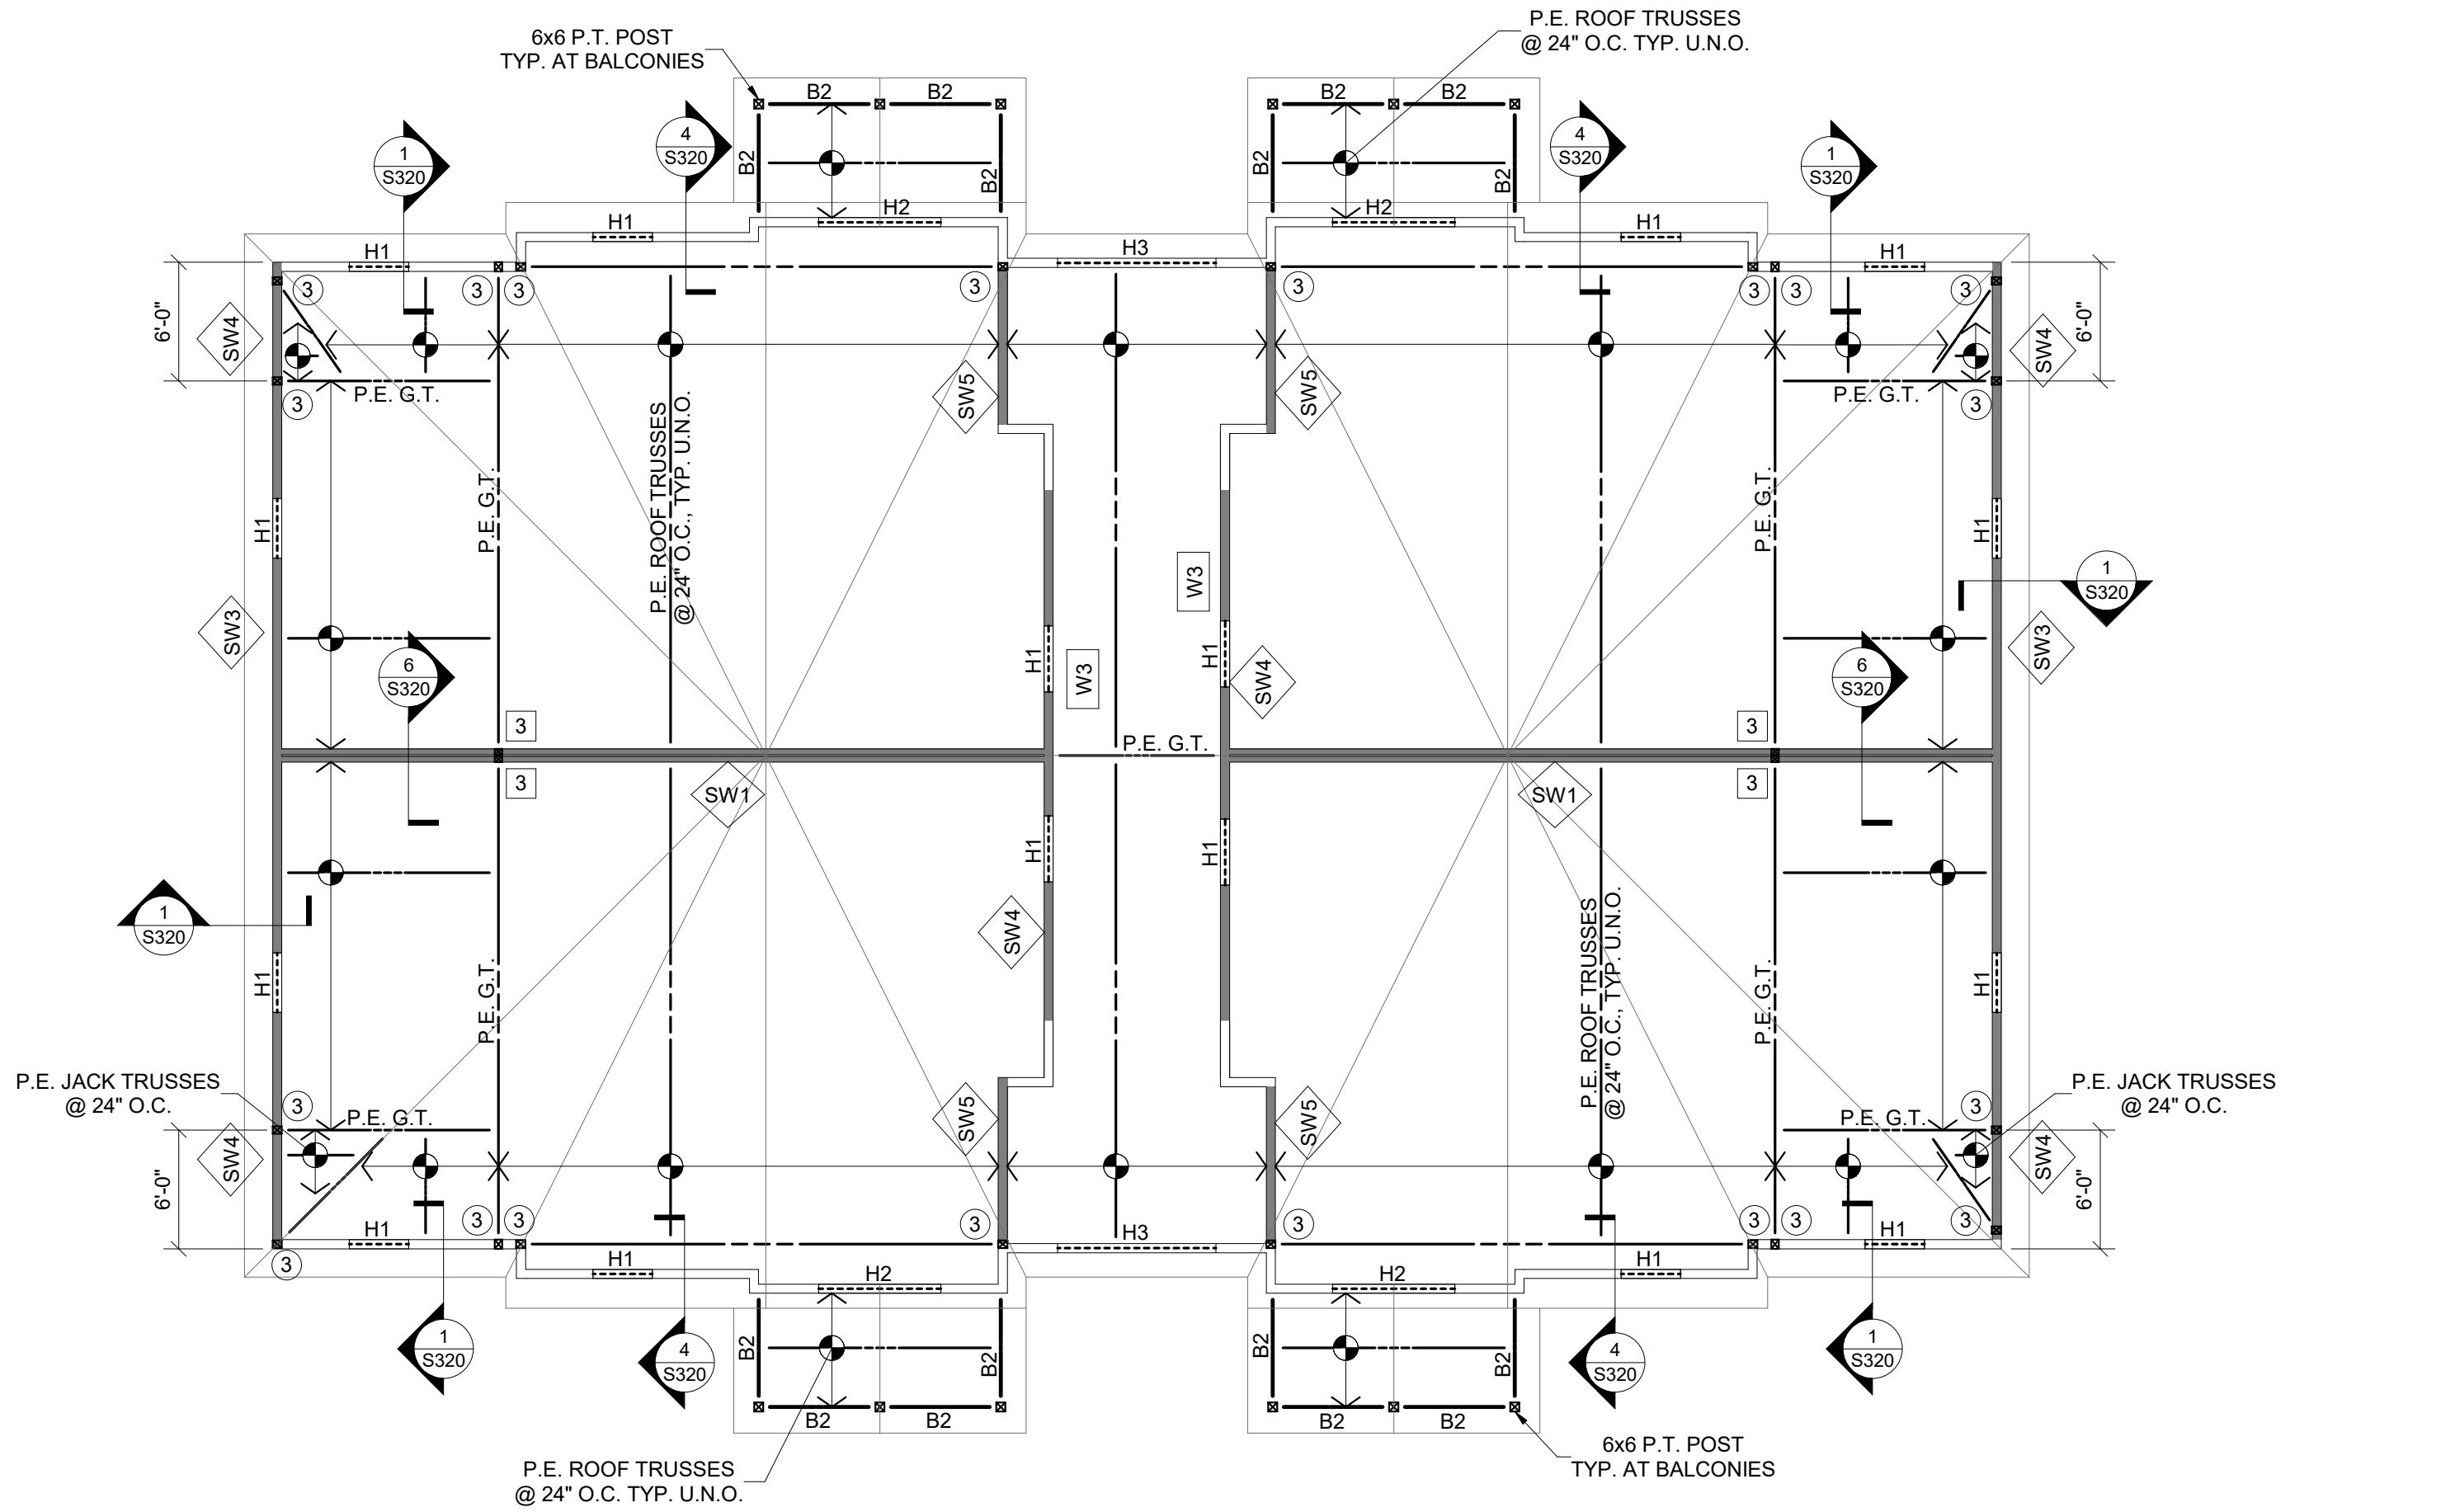 P.E. ROOF TRUSSES
@ 24" O.C. TYP. U.N.O.
6x6 P.T. POST
TYP. AT BALCONIES
B2
B2
B2
B2
4
S320
4
S320
1
S320
1
S320
B2
B2
B2
B2
H2
H2
H1
H1
H1
H3
H1
3
3
3
3
3
3
3
3
6'-0"
SW4
SW4
6'-0"
P.E. G.T.
P.E. G.T.
3
3
SW5
SW5
P.E. G.T.
P.E. ROOF TRUSSES
@ 24" O.C., TYP. U.N.O.
P.E. G.T.
H1
H1
W3
1
S320
SW3
H1
W3
H1
SW4
SW3
6
S320
6
S320
3
3
P.E. G.T.
3
3
SW1
SW1
H1
H1
1
S320
SW4
H1
P.E. G.T.
P.E. ROOF TRUSSES
@ 24" O.C., TYP. U.N.O.
P.E. G.T.
H1
P.E. JACK TRUSSES
@ 24" O.C.
P.E. JACK TRUSSES
@ 24" O.C.
3
3
P.E. G.T.
P.E. G.T.
SW5
SW5
6'-0"
SW4
SW4
6'-0"
3
3
3
3
3
3
3
H1
H3
H1
3
H1
H1
H2
H2
1
S320
4
S320
B2
B2
B2
B2
4
S320
1
S320
B2
B2
B2
B2
6x6 P.T. POST
TYP. AT BALCONIES
P.E. ROOF TRUSSES
@ 24" O.C. TYP. U.N.O.